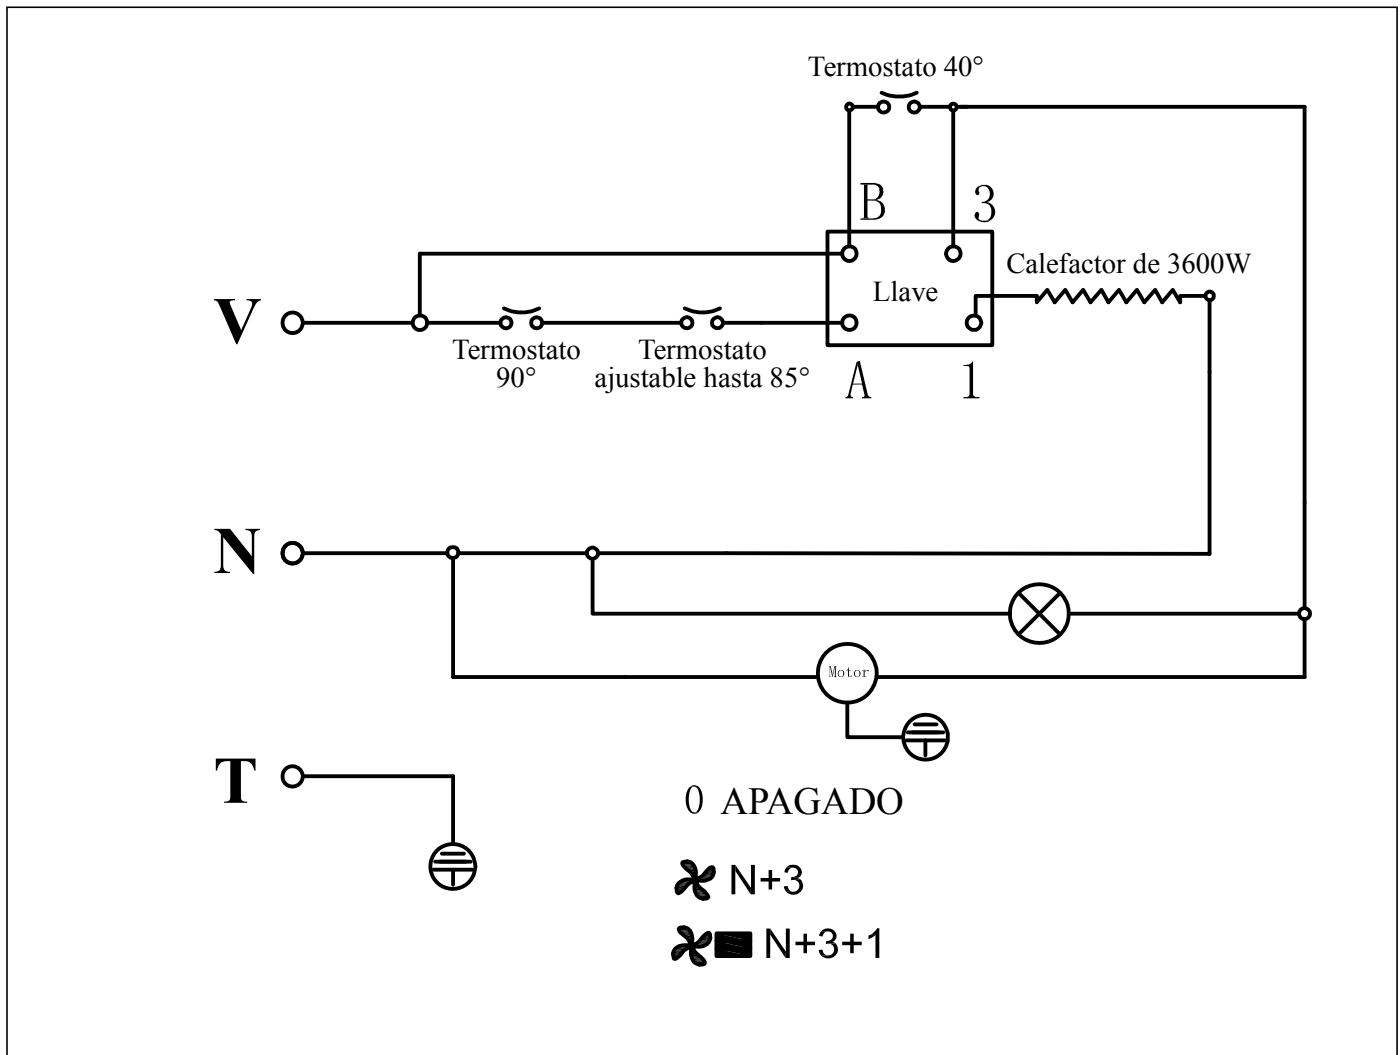 Termostato 40°
B
3
Calefactor de 3600W
Llave
V
Termostato
90°
Termostato
ajustable hasta 85°
A
1
N
Motor
T
0 APAGADO
N+3
N+3+1